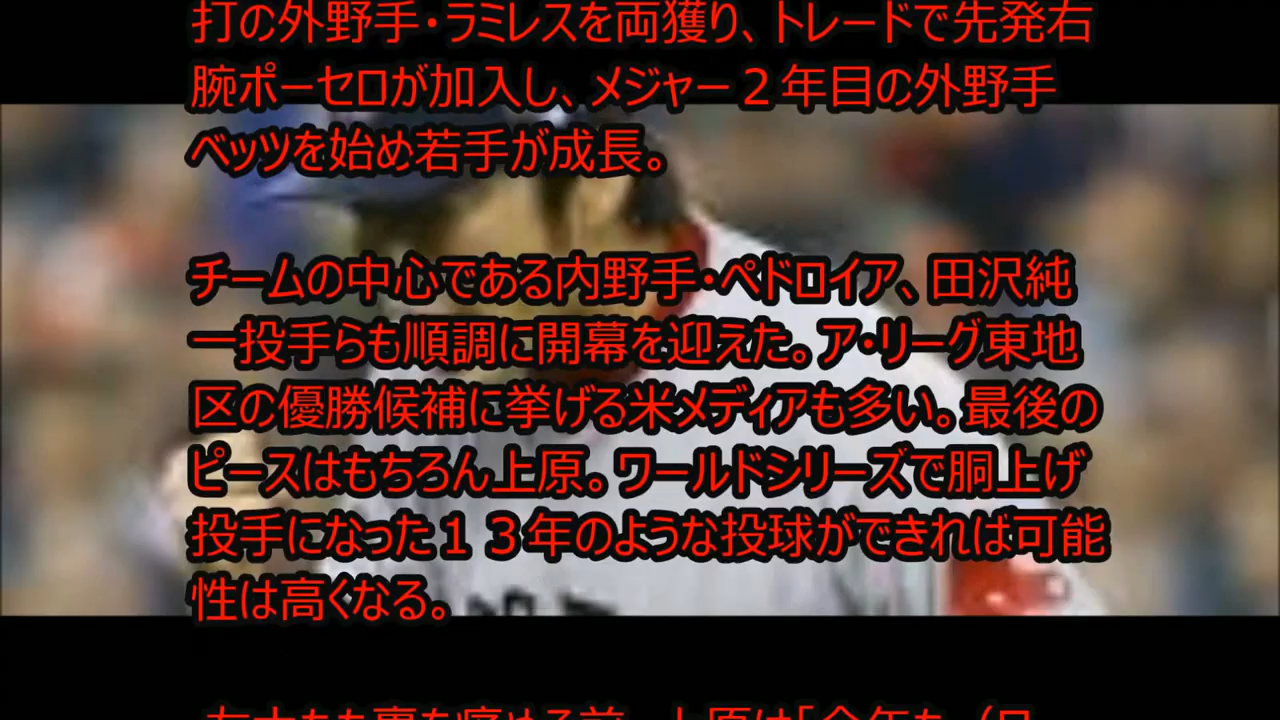 打の外野手・ラミレスを両獲り、トレードで先発右
腕ポーセロが加入し、メジャー２年目の外野手
ベッツを始め若手が成長。
チームの中心である内野手・ペドロイア、田沢純
一投手らも順調に開幕を迎えた。ア・リーグ東地
区の優勝候補に挙げる米メディアも多い。最後の
ピースはもちろん上原。ワールドシリーズで胴上げ
投手になった１３年のような投球ができれば可能
性は高くなる。